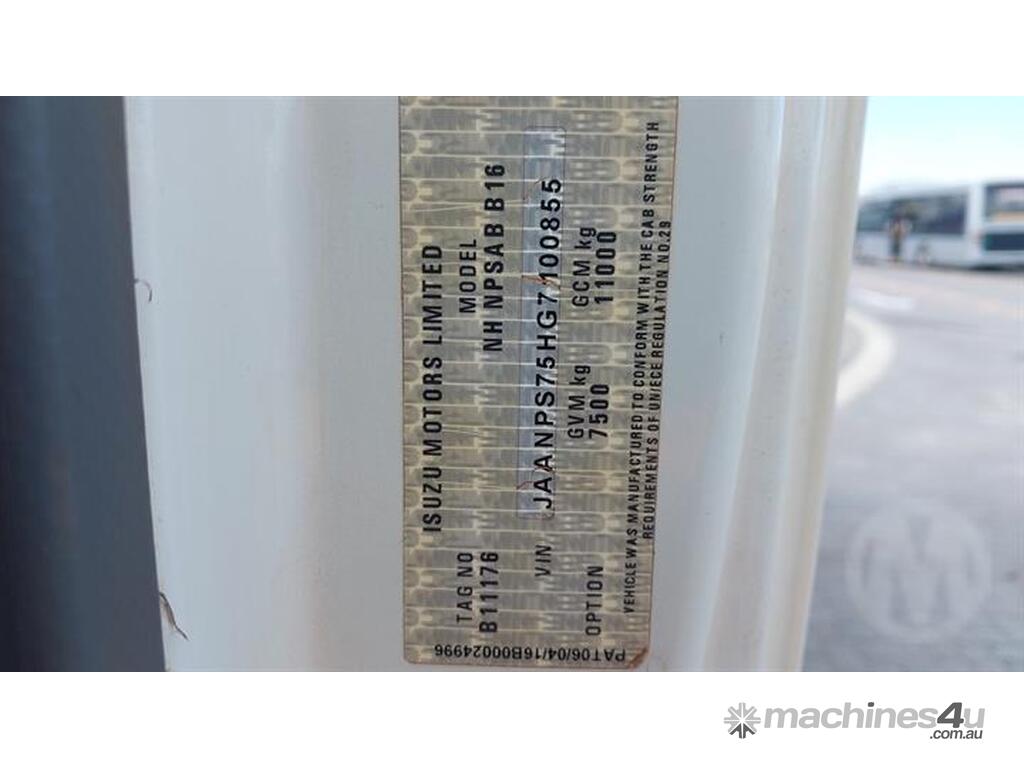 ISUZU MOTORS LIMITED
TAG NO MODEL
B11176 NH NPSAB B16
VIN JAANPS75HG7100855
GVM kg GCM kg
OPTION 7500 11000
VEHICLE WAS MANUFACTURED TO CONFORM WITH THE CAB STRENGTH
REQUIREMENTS OF UN/ECE REGULATION NO.29
PAT06/04/16B00024996
M
machines4u
.com.au